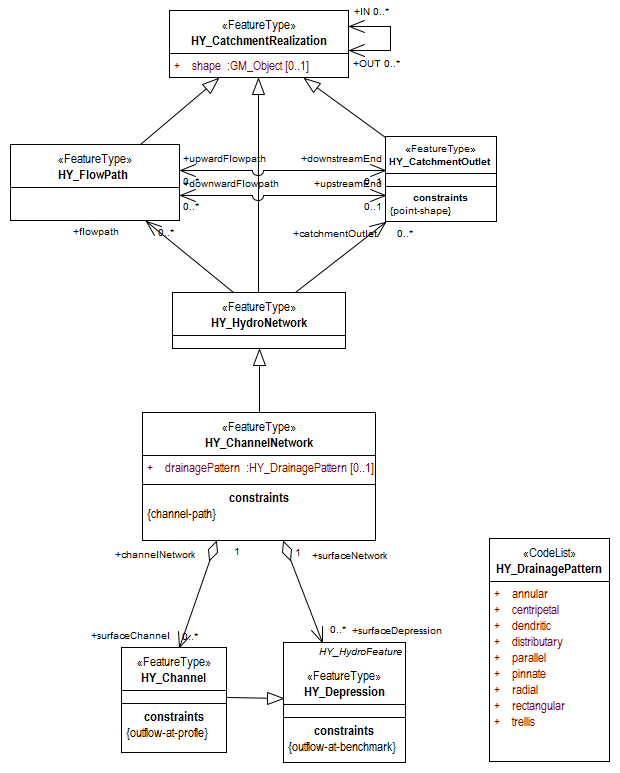 +IN 0..*
«FeatureType»
HY_CatchmentRealization
+ shape :GM_Object [0..1]
+OUT 0..*
«FeatureType»
HY_FlowPath
+upwardFlowpath
+downstreamEnd
0..*
0..1
+downwardFlowpath
+upstreamEnd
0..*
0..1
«FeatureType»
HY_CatchmentOutlet
constraints
{point-shape}
+flowpath
0..*
+catchmentOutlet
0..*
«FeatureType»
HY_HydroNetwork
«FeatureType»
HY_ChannelNetwork
+ drainagePattern :HY_DrainagePattern [0..1]
constraints
{channel-path}
+channelNetwork
1
1
+surfaceNetwork
+surfaceChannel
0..*
0..*
+surfaceDepression
«FeatureType»
HY_Channel
constraints
{outflow-at-profie}
HY_HydroFeature
«FeatureType»
HY_Depression
constraints
{outflow-at-benchmark}
«CodeList»
HY_DrainagePattern
+ annular
+ centripetal
+ dendritic
+ distributary
+ parallel
+ pinnate
+ radial
+ rectangular
+ trellis